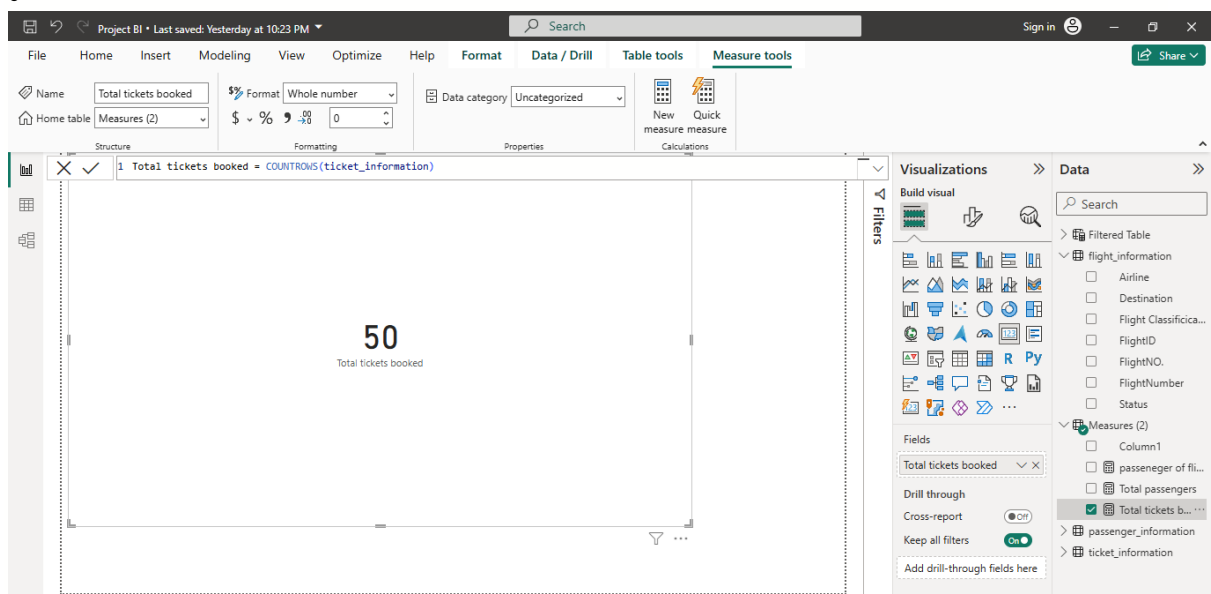 Project BI • Last saved: Yesterday at 10:23 PM
Search
Sign in
File Home Insert Modeling View Optimize Help Format Data / Drill Table tools Measure tools
Share
Name Total tickets booked
Home table Measures (2)
Structure
$% Format Whole number
$ % 9 .00 0
Formatting
Data category Uncategorized
Properties
New measure
Quick measure
Calculations
1 Total tickets booked = COUNTROWS(ticket_information)
50
Total tickets booked
Filters
Visualizations
Build visual
123
R Py
123
Fields
Total tickets booked
Drill through
Cross-report Off
Keep all filters On
Add drill-through fields here
Data
Search
Filtered Table
flight_information
Airline
Destination
Flight Classificica...
FlightID
FlightNO.
FlightNumber
Status
Measures (2)
Column1
passeneger of fli...
Total passengers
Total tickets b... ...
passenger_information
ticket_information